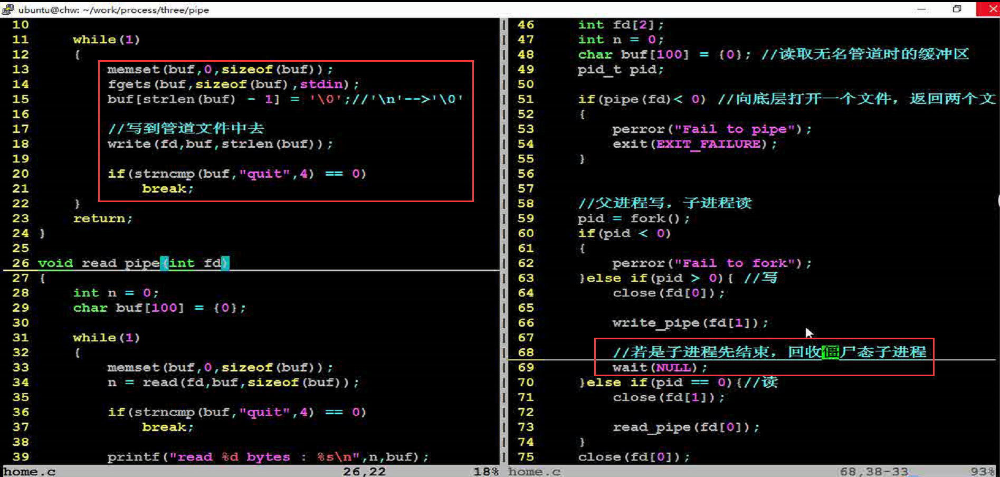 ubuntu@chw: ~/work/process/three/pipe
10
11     while(1)
12     {
13         memset(buf,0,sizeof(buf));
14         fgets(buf,sizeof(buf),stdin);
15         buf[strlen(buf) - 1] = '\0';//'\n'-->'\0'
16
17         //写到管道文件中去
18         write(fd,buf,strlen(buf));
19
20         if(strncmp(buf,"quit",4) == 0)
21             break;
22     }
23     return;
24 }
25
26 void read_pipe(int fd)
27 {
28     int n = 0;
29     char buf[100] = {0};
30
31     while(1)
32     {
33         memset(buf,0,sizeof(buf));
34         n = read(fd,buf,sizeof(buf));
35
36         if(strncmp(buf,"quit",4) == 0)
37             break;
38
39         printf("read %d bytes : %s\n",n,buf);
home.c 26,22 18%
46     int fd[2];
47     int n = 0;
48     char buf[100] = {0}; //读取无名管道时的缓冲区
49     pid_t pid;
50
51     if(pipe(fd)< 0) //向底层打开一个文件，返回两个文
52     {
53         perror("Fail to pipe");
54         exit(EXIT_FAILURE);
55     }
56
57
58     //父进程写，子进程读
59     pid = fork();
60     if(pid < 0)
61     {
62         perror("Fail to fork");
63     }else if(pid > 0){ //写
64         close(fd[0]);
65
66         write_pipe(fd[1]);
67
68         //若是子进程先结束，回收僵尸态子进程
69         wait(NULL);
70     }else if(pid == 0){//读
71         close(fd[1]);
72
73         read_pipe(fd[0]);
74     }
75     close(fd[0]);
home.c 68,38-33 93%